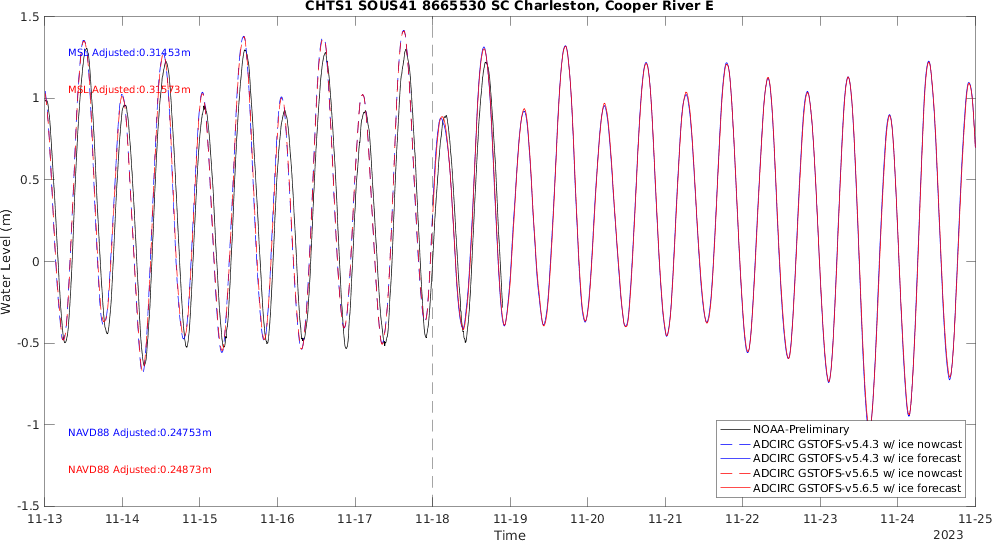 CHTS1 SOUS41 8665530 SC Charleston, Cooper River E
1.5
1
0.5
0
-0.5
-1
-1.5
Water Level (m)
MSL Adjusted:0.31453m
MSL Adjusted:0.31573m
NAVD88 Adjusted:0.24753m
NAVD88 Adjusted:0.24873m
NOAA-Preliminary
ADCIRC GSTOFS-v5.4.3 w/ ice nowcast
ADCIRC GSTOFS-v5.4.3 w/ ice forecast
ADCIRC GSTOFS-v5.6.5 w/ ice nowcast
ADCIRC GSTOFS-v5.6.5 w/ ice forecast
11-13 11-14 11-15 11-16 11-17 11-18 11-19 11-20 11-21 11-22 11-23 11-24 11-25
Time
2023